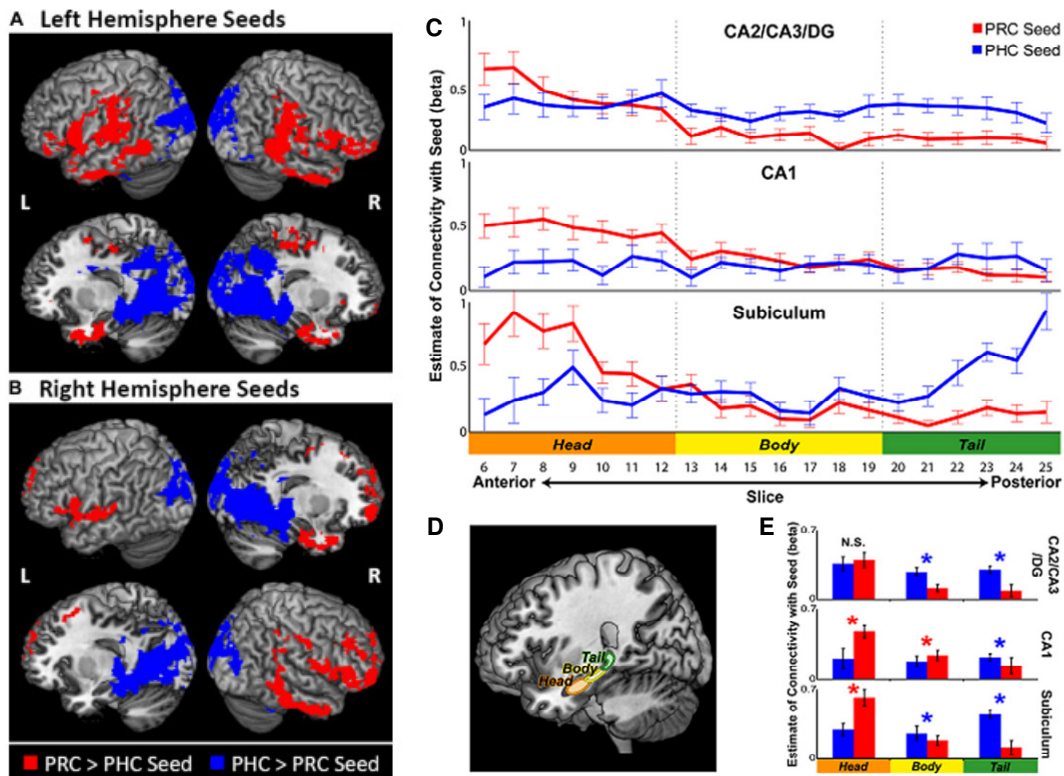 A Left Hemisphere Seeds
L R
B Right Hemisphere Seeds
L R
PRC > PHC Seed PHC > PRC Seed
C
CA2/CA3/DG
PRC Seed
PHC Seed
1
0.5
0
CA1
0.5
0
Subiculum
1
0.5
0
Estimate of Connectivity with Seed (beta)
Head Body Tail
6 7 8 9 10 11 12 13 14 15 16 17 18 19 20 21 22 23 24 25
Anterior Slice Posterior
D
Tail
Body
Head
E
Estimate of Connectivity with Seed (beta)
0.7
N.S. * *
0
CA2/CA3
/DG
0.7
* * *
0
CA1
0.7
* * *
0
Subiculum
Head Body Tail